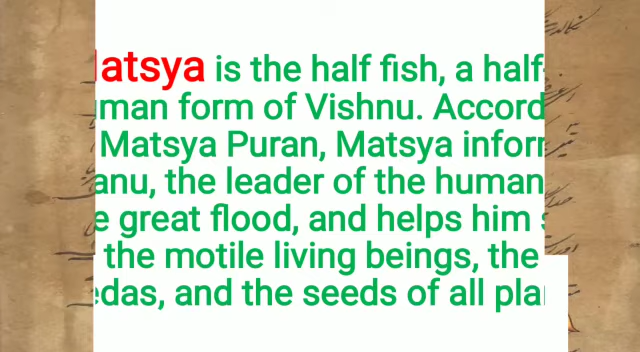 atsya is the half fish, a half-
man form of Vishnu. Accord
Matsya Puran, Matsya infor
anu, the leader of the human
e great flood, and helps him
the motile living beings, the
edas, and the seeds of all pla